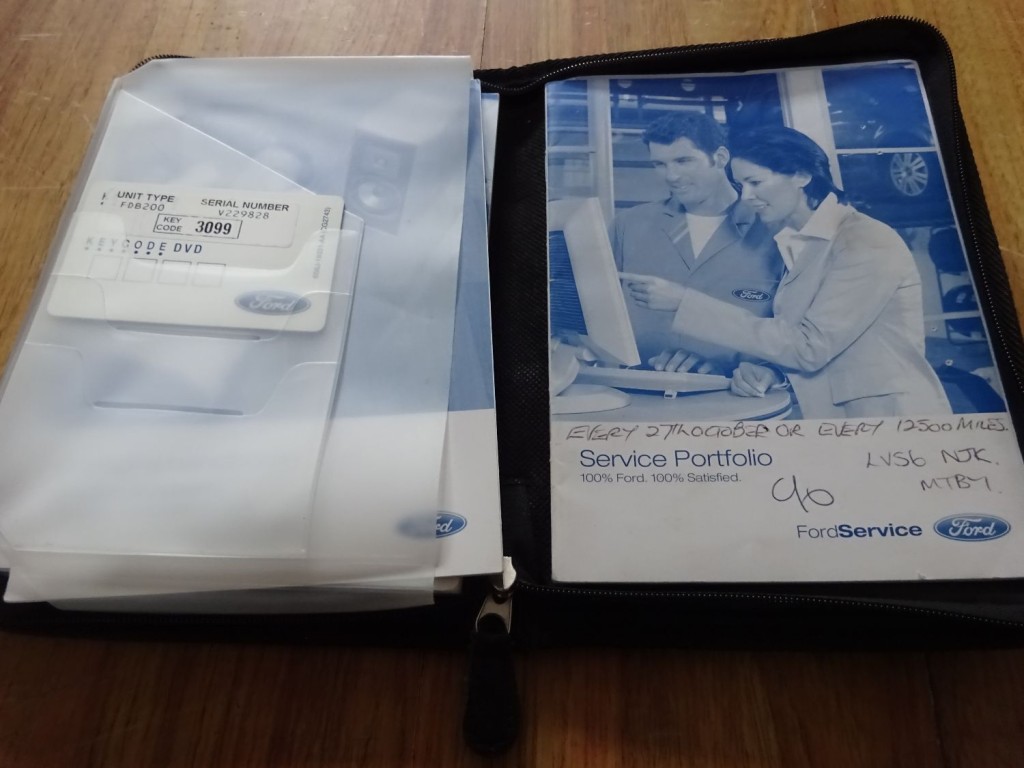 UNIT TYPE SERIAL NUMBER
FDB200 V229828
KEY CODE 3099
KEYCODE DVD
Ford
Ford
EVERY 27TH OCTOBER OR EVERY 12500 MILES
Service Portfolio
100% Ford. 100% Satisfied.
LV56 NJK.
MTBY.
FordService
Ford